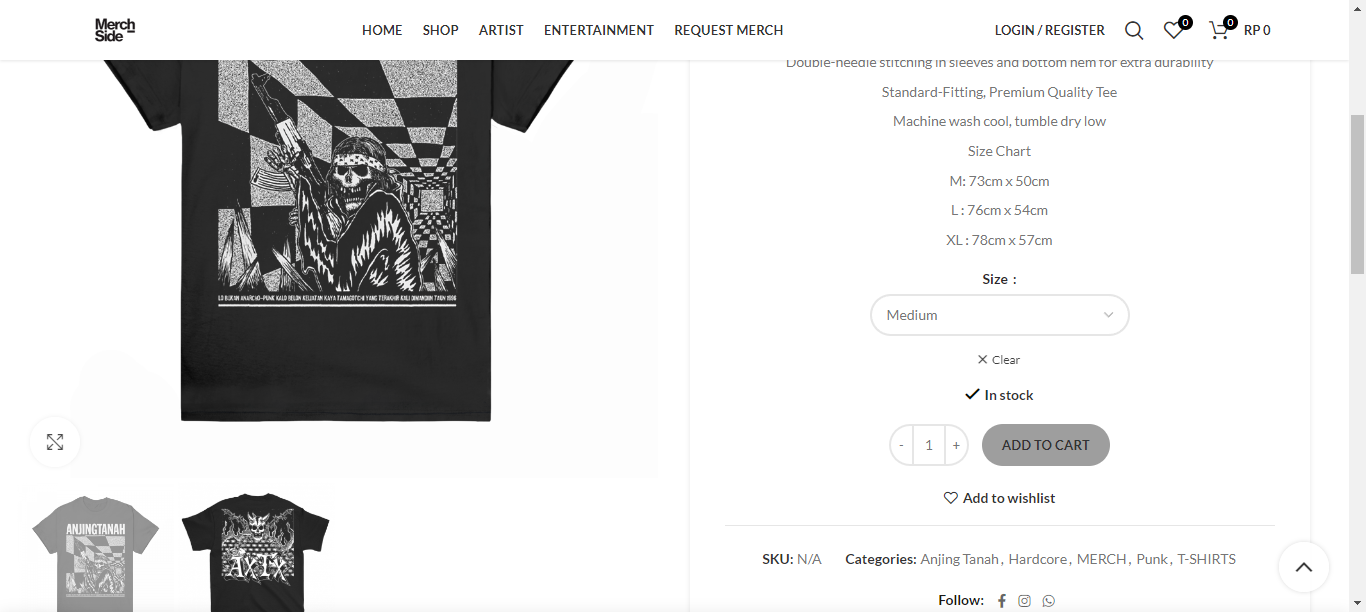 Merch
Side
HOME
SHOP
ARTIST
ENTERTAINMENT
REQUEST MERCH
LOGIN / REGISTER
0
0
RP 0
Double-needle stitching in sleeves and bottom hem for extra durability
Standard-Fitting, Premium Quality Tee
Machine wash cool, tumble dry low
Size Chart
M: 73cm x 50cm
L : 76cm x 54cm
XL : 78cm x 57cm
LO BUKAN ANARCHO-PUNK KALO BELON KELIATAN KAYA TAMAGOTCHI YANG TERAKHIR KALI DIMANDIIN TAUN 1998
Size :
Medium
Clear
In stock
- 1 +
ADD TO CART
Add to wishlist
ANJINGTANAH
AXTX
SKU: N/A
Categories: Anjing Tanah, Hardcore, MERCH, Punk, T-SHIRTS
Follow: